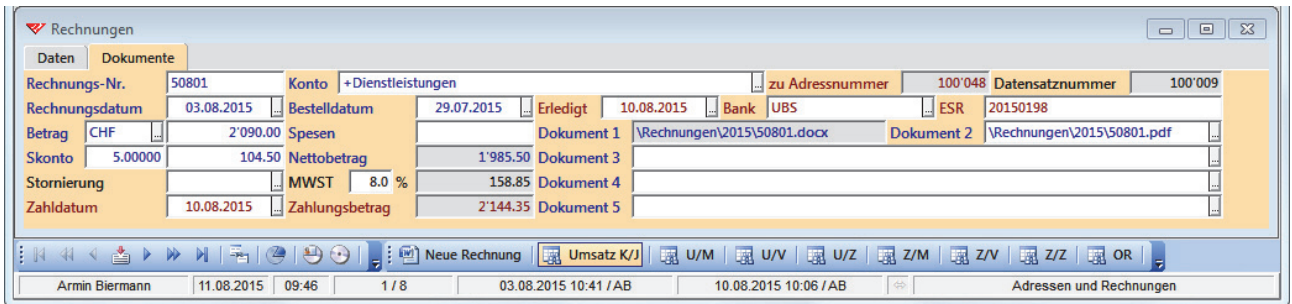 Rechnungen
Daten Dokumente
Rechnungs-Nr. 50801 Konto +Dienstleistungen ... zu Adressnummer 100'048 Datensatznummer 100'009
Rechnungsdatum 03.08.2015 ... Bestelldatum 29.07.2015 ... Erledigt 10.08.2015 ... Bank UBS ... ESR 20150198
Betrag CHF ... 2'090.00 Spesen Dokument 1 \Rechnungen\2015\50801.docx Dokument 2 \Rechnungen\2015\50801.pdf ...
Skonto 5.00000 104.50 Nettobetrag 1'985.50 Dokument 3 ...
Stornierung ... MWST 8.0 % 158.85 Dokument 4 ...
Zahldatum 10.08.2015 ... Zahlungsbetrag 2'144.35 Dokument 5 ...
Neue Rechnung Umsatz K/J U/M U/V U/Z Z/M Z/V Z/Z OR
Armin Biermann 11.08.2015 09:46 1 / 8 03.08.2015 10:41 / AB 10.08.2015 10:06 / AB Adressen und Rechnungen